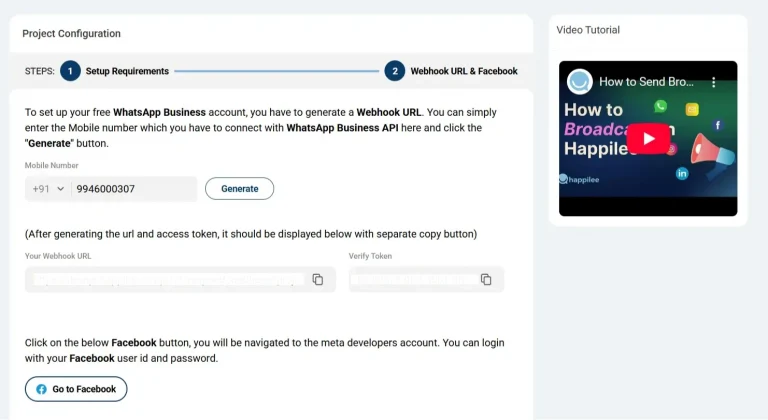 Project Configuration
STEPS: 1 Setup Requirements 2 Webhook URL & Facebook
To set up your free WhatsApp Business account, you have to generate a Webhook URL. You can simply
enter the Mobile number which you have to connect with WhatsApp Business API here and click the
"Generate" button.
Mobile Number
+91 9946000307 Generate
(After generating the url and access token, it should be displayed below with separate copy button)
Your Webhook URL Verify Token
Click on the below Facebook button, you will be navigated to the meta developers account. You can login
with your Facebook user id and password.
Go to Facebook
Video Tutorial
How to Send Bro...
How to
Happilee
happilee